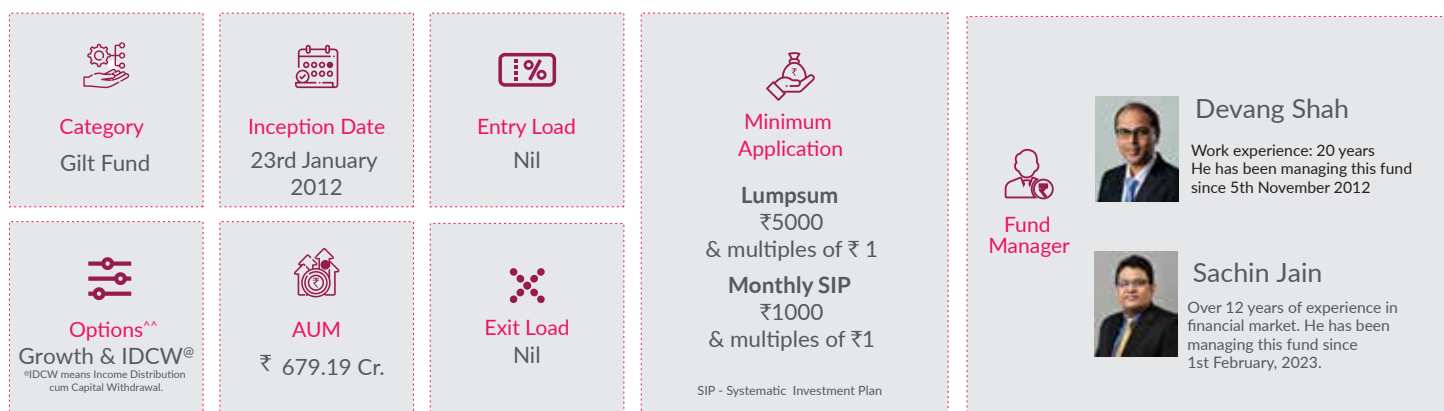 Category
Gilt Fund
Inception Date
23rd January
2012
Entry Load
Nil
Options^^
Growth & IDCW@
@IDCW means Income Distribution
cum Capital Withdrawal.
AUM
₹ 679.19 Cr.
Exit Load
Nil
Minimum
Application
Lumpsum
₹5000
& multiples of ₹ 1
Monthly SIP
₹1000
& multiples of ₹1
SIP - Systematic Investment Plan
Fund
Manager
Devang Shah
Work experience: 20 years
He has been managing this fund
since 5th November 2012
Sachin Jain
Over 12 years of experience in
financial market. He has been
managing this fund since
1st February, 2023.